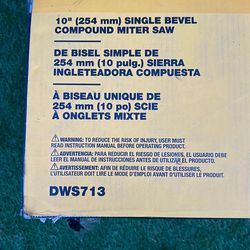 10" (254 mm) SINGLE BEVEL
COMPOUND MITER SAW
DE BISEL SIMPLE DE
254 mm (10 pulg.) SIERRA
INGLETEADORA COMPUESTA
À BISEAU UNIQUE DE
254 mm (10 po) SCIE
À ONGLETS MIXTE
WARNING: TO REDUCE THE RISK OF INJURY, USER MUST
READ INSTRUCTION MANUAL BEFORE OPERATING PRODUCT.
ADVERTENCIA: PARA REDUCIR EL RIESGO DE LESIONES, EL USUARIO DEBE
LEER EL MANUAL DE INSTRUCCIONES ANTES DE UTILIZAR EL PRODUCTO.
AVERTISSEMENT: AFIN DE RÉDUIRE LE RISQUE DE BLESSURES,
L'UTILISATEUR DOIT LIRE LE MODE D'EMPLOI AVANT D'UTILISER LE PRODUIT.
DWS713